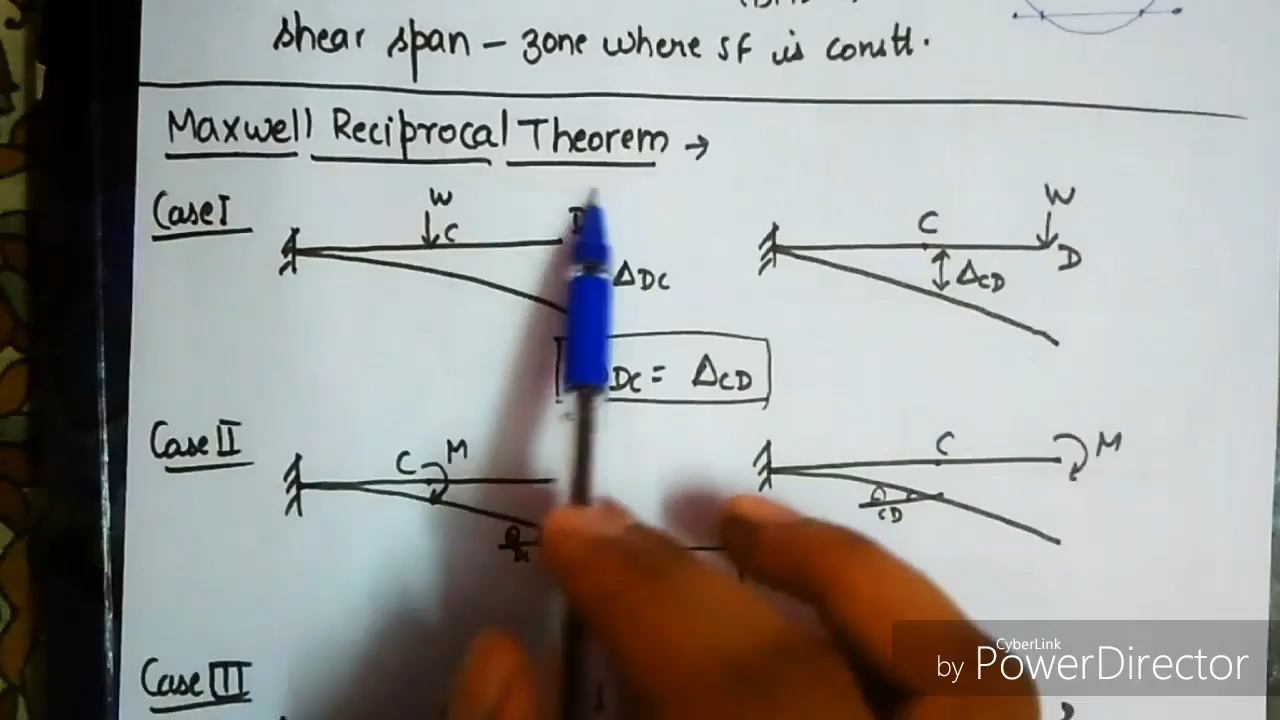 shear span – zone where SF is constt.
Maxwell Reciprocal Theorem →
Case I
W
C
ΔDC
W
C
D
ΔCD
DC = ΔCD
Case II
C M
C
M
θCD
Case III
CyberLink
by PowerDirector